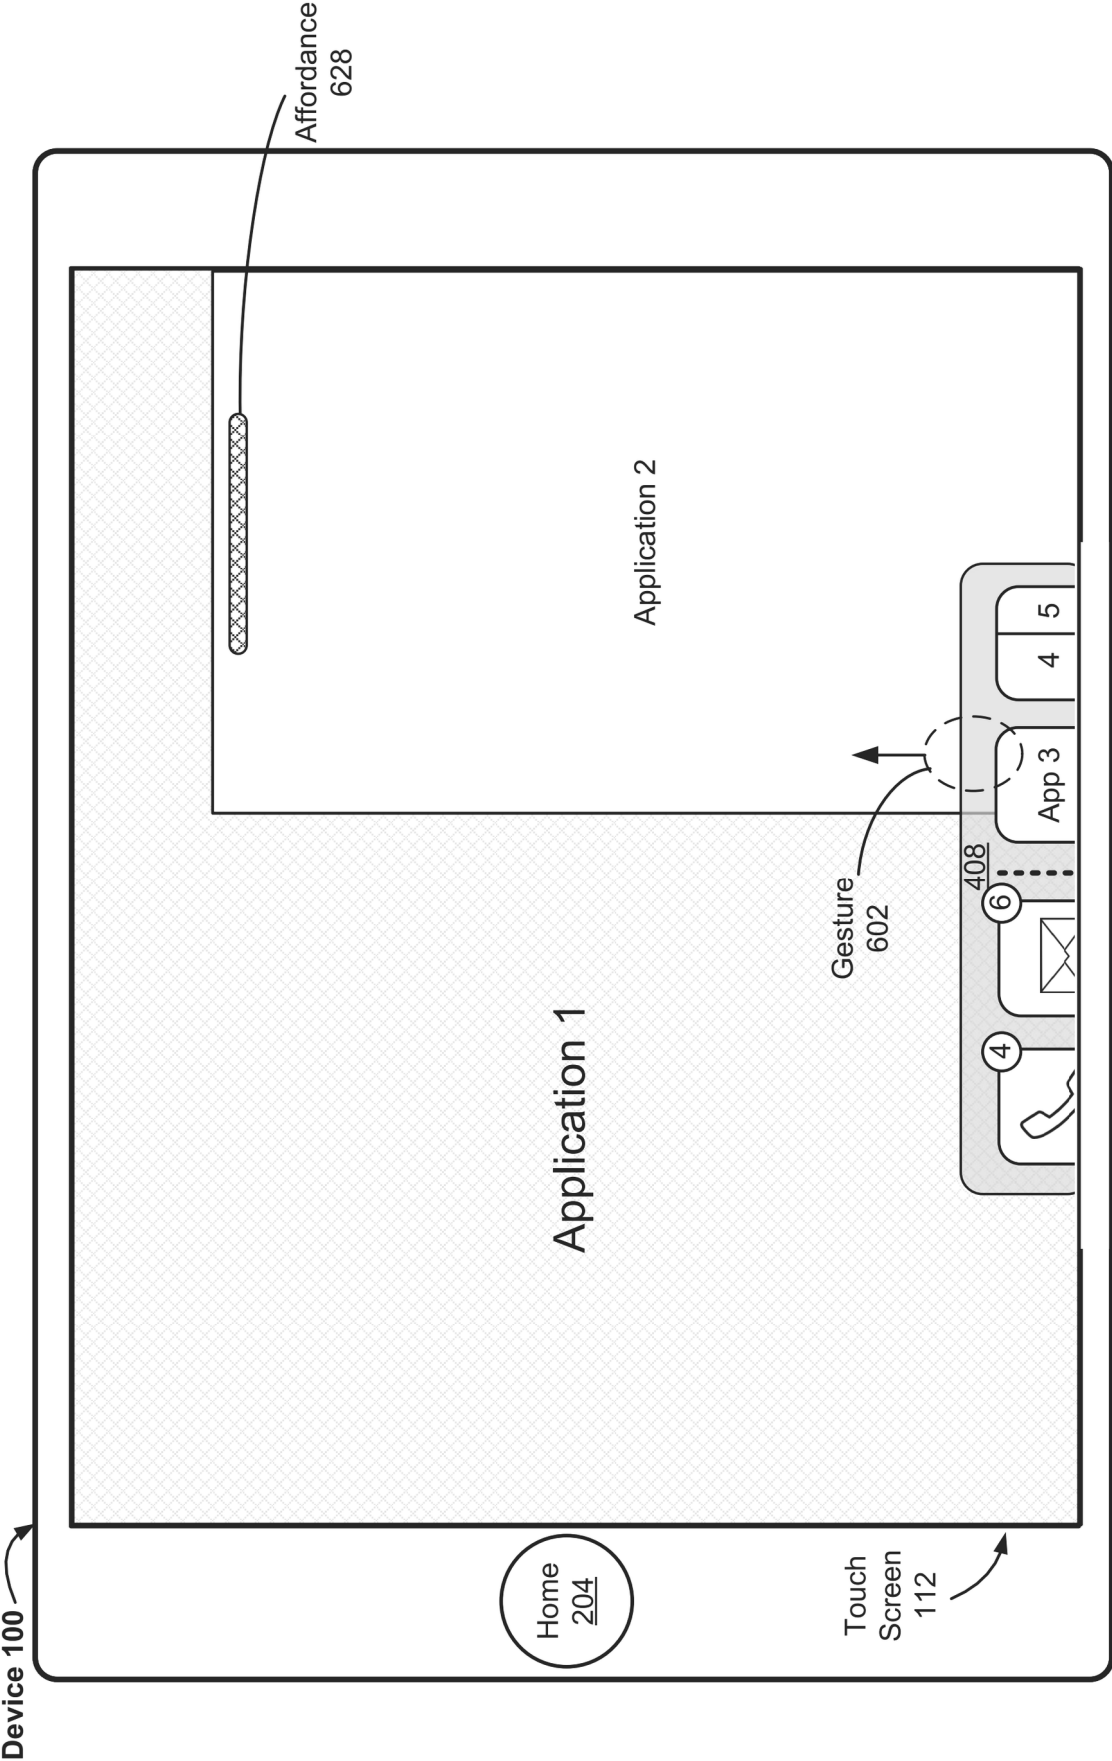 Device 100
Affordance
628
Application 1
Application 2
Gesture
602
408
4
6
App 3
4
5
Home
204
Touch
Screen
112